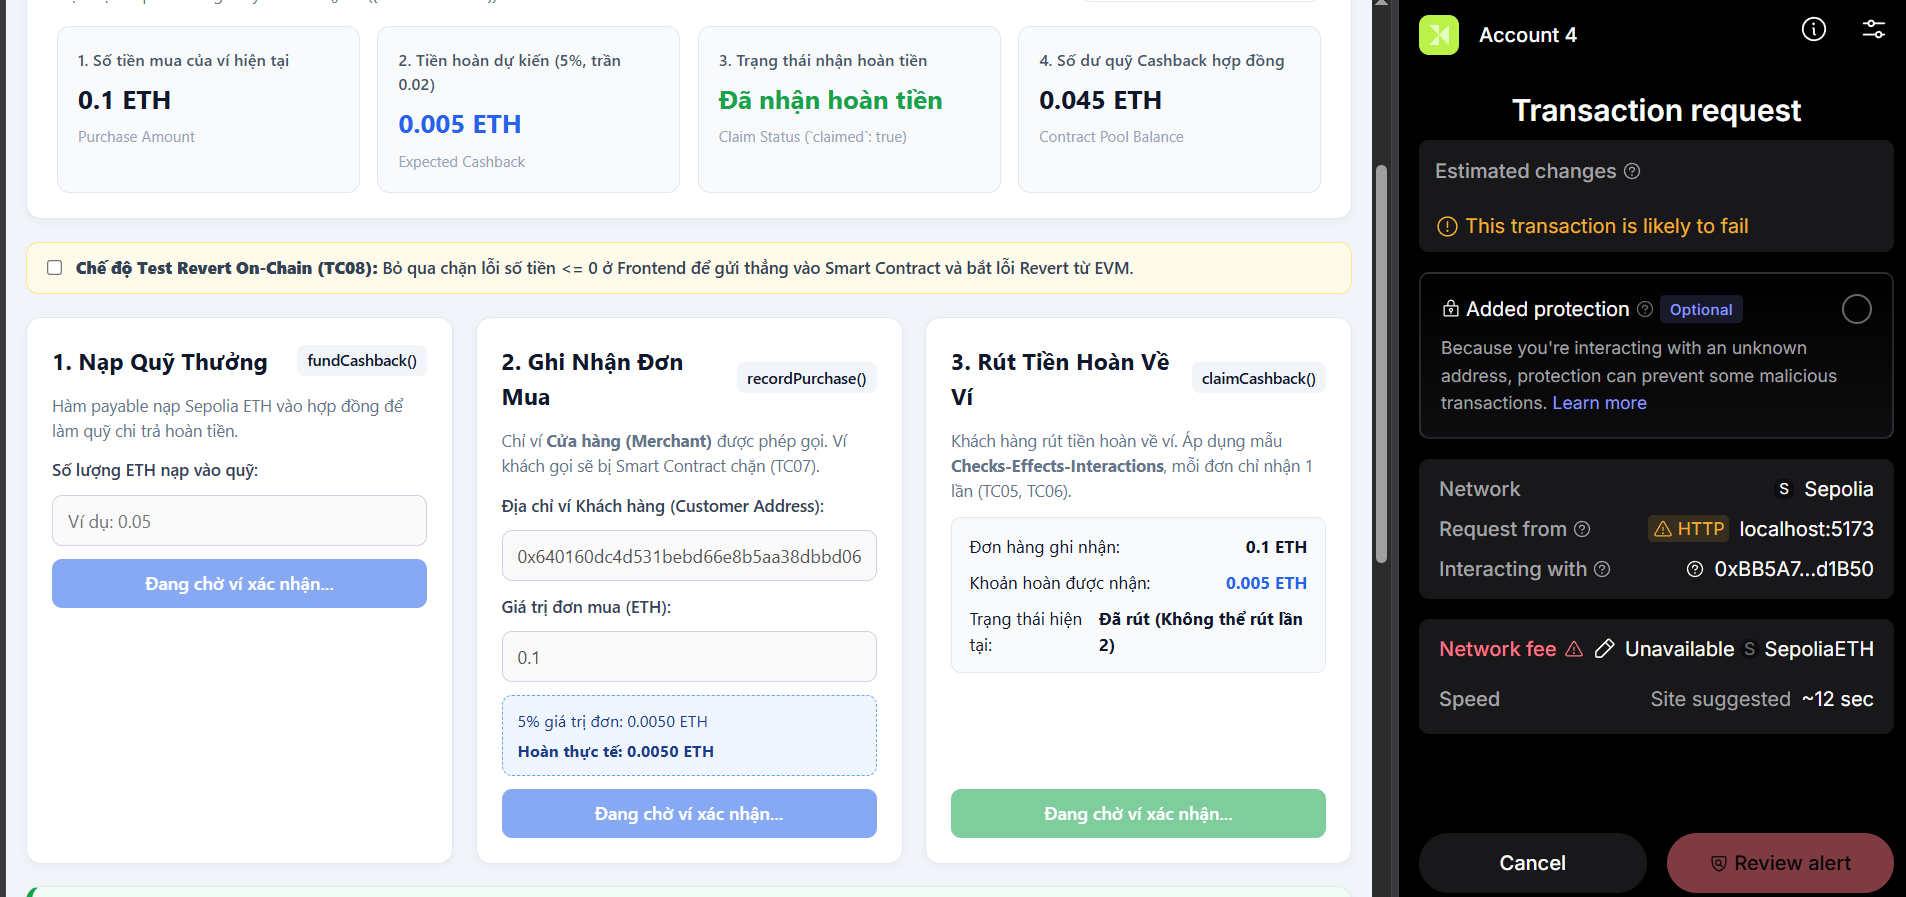 1. Số tiền mua của ví hiện tại
0.1 ETH
Purchase Amount
2. Tiền hoàn dự kiến (5%, trần
0.02)
0.005 ETH
Expected Cashback
3. Trạng thái nhận hoàn tiền
Đã nhận hoàn tiền
Claim Status (`claimed`: true)
4. Số dư quỹ Cashback hợp đồng
0.045 ETH
Contract Pool Balance
Chế độ Test Revert On-Chain (TC08): Bỏ qua chặn lỗi số tiền <= 0 ở Frontend để gửi thẳng vào Smart Contract và bắt lỗi Revert từ EVM.
1. Nạp Quỹ Thưởng
fundCashback()
Hàm payable nạp Sepolia ETH vào hợp đồng để
làm quỹ chi trả hoàn tiền.
Số lượng ETH nạp vào quỹ:
Ví dụ: 0.05
Đang chờ ví xác nhận...
2. Ghi Nhận Đơn
Mua
recordPurchase()
Chỉ ví Cửa hàng (Merchant) được phép gọi. Ví
khách gọi sẽ bị Smart Contract chặn (TC07).
Địa chỉ ví Khách hàng (Customer Address):
0x640160dc4d531bebd66e8b5aa38dbbd06
Giá trị đơn mua (ETH):
0.1
5% giá trị đơn: 0.0050 ETH
Hoàn thực tế: 0.0050 ETH
Đang chờ ví xác nhận...
3. Rút Tiền Hoàn Về
Ví
claimCashback()
Khách hàng rút tiền hoàn về ví. Áp dụng mẫu
Checks-Effects-Interactions, mỗi đơn chỉ nhận 1
lần (TC05, TC06).
Đơn hàng ghi nhận: 0.1 ETH
Khoản hoàn được nhận: 0.005 ETH
Trạng thái hiện
tại:
Đã rút (Không thể rút lần
2)
Đang chờ ví xác nhận...
Account 4
Transaction request
Estimated changes
This transaction is likely to fail
Added protection Optional
Because you're interacting with an unknown
address, protection can prevent some malicious
transactions. Learn more
Network S Sepolia
Request from HTTP localhost:5173
Interacting with 0xBB5A7...d1B50
Network fee Unavailable S SepoliaETH
Speed Site suggested ~12 sec
Cancel
Review alert